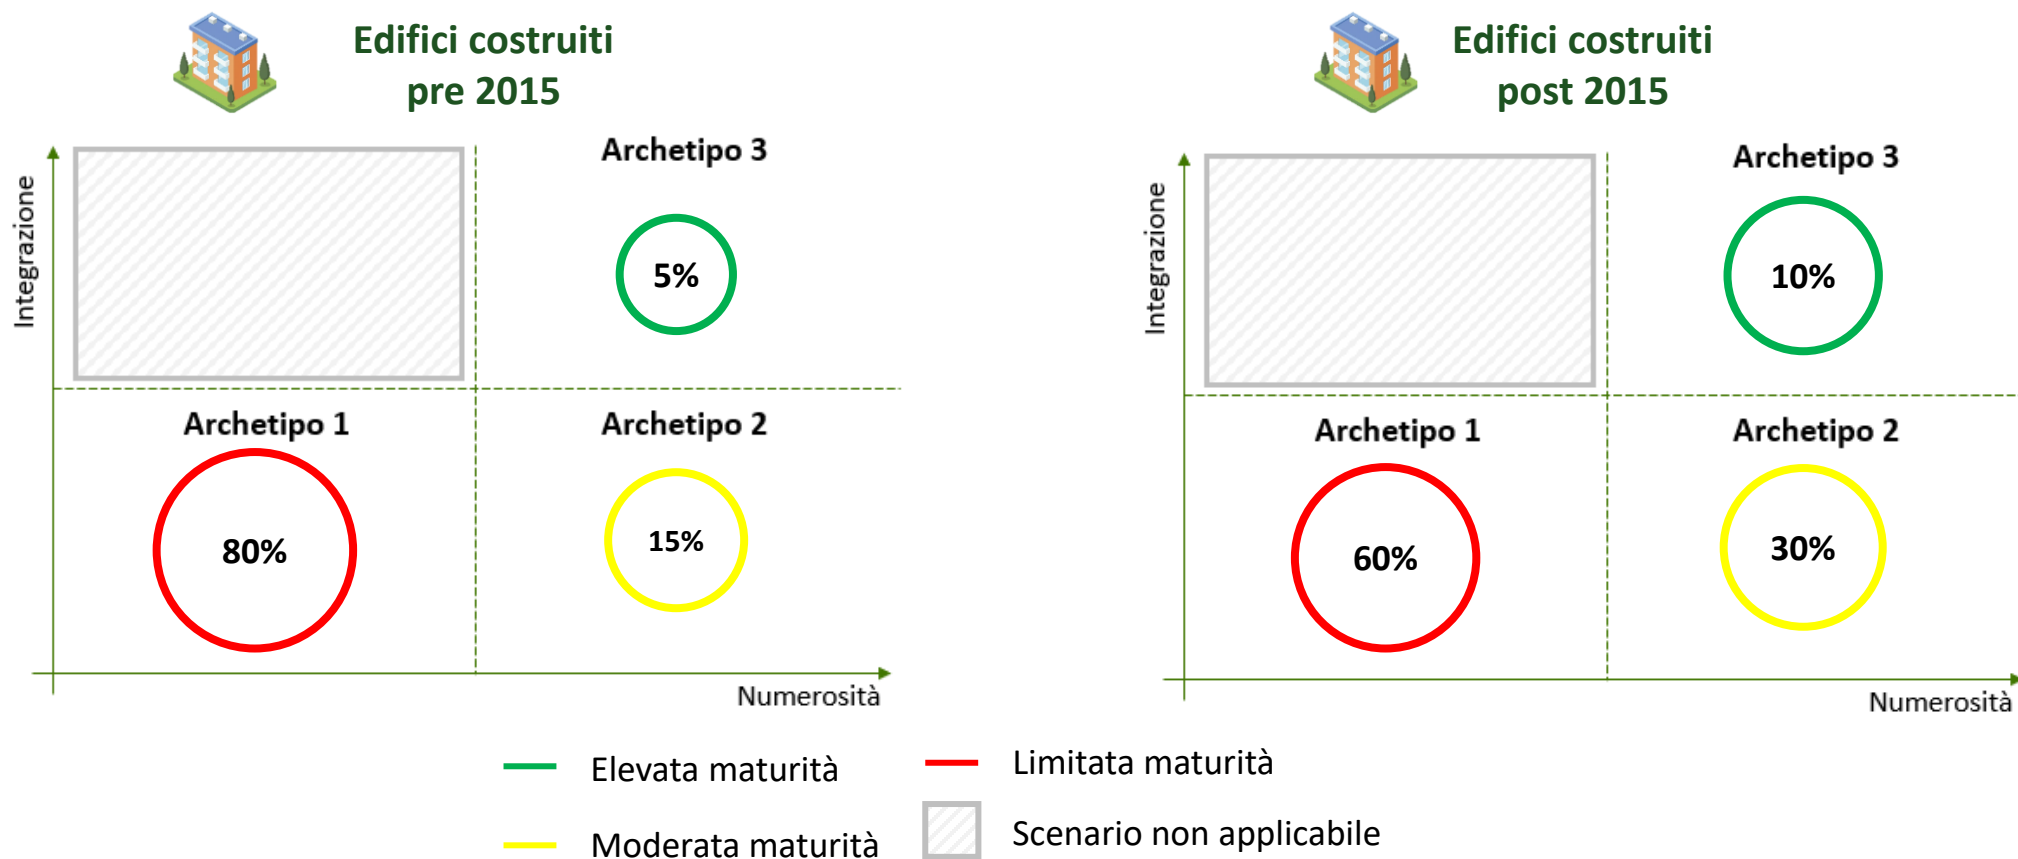 Edifici costruiti
pre 2015
Integrazione
Archetipo 3
5%
Archetipo 1
80%
Archetipo 2
15%
Numerosità
Edifici costruiti
post 2015
Integrazione
Archetipo 3
10%
Archetipo 1
60%
Archetipo 2
30%
Numerosità
Elevata maturità
Limitata maturità
Moderata maturità
Scenario non applicabile